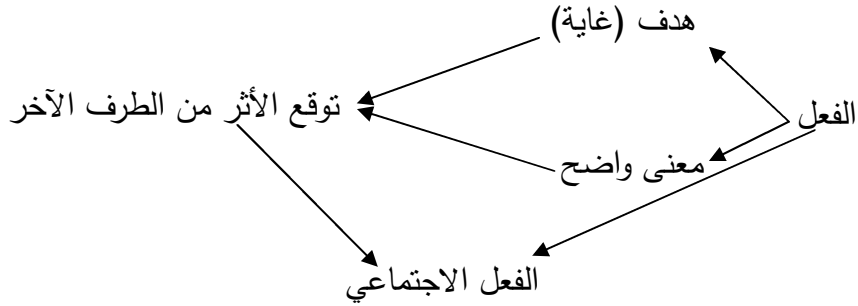 هدف (غاية)
الفعل
توقع الأثر من الطرف الآخر
معنى واضح
الفعل الاجتماعي